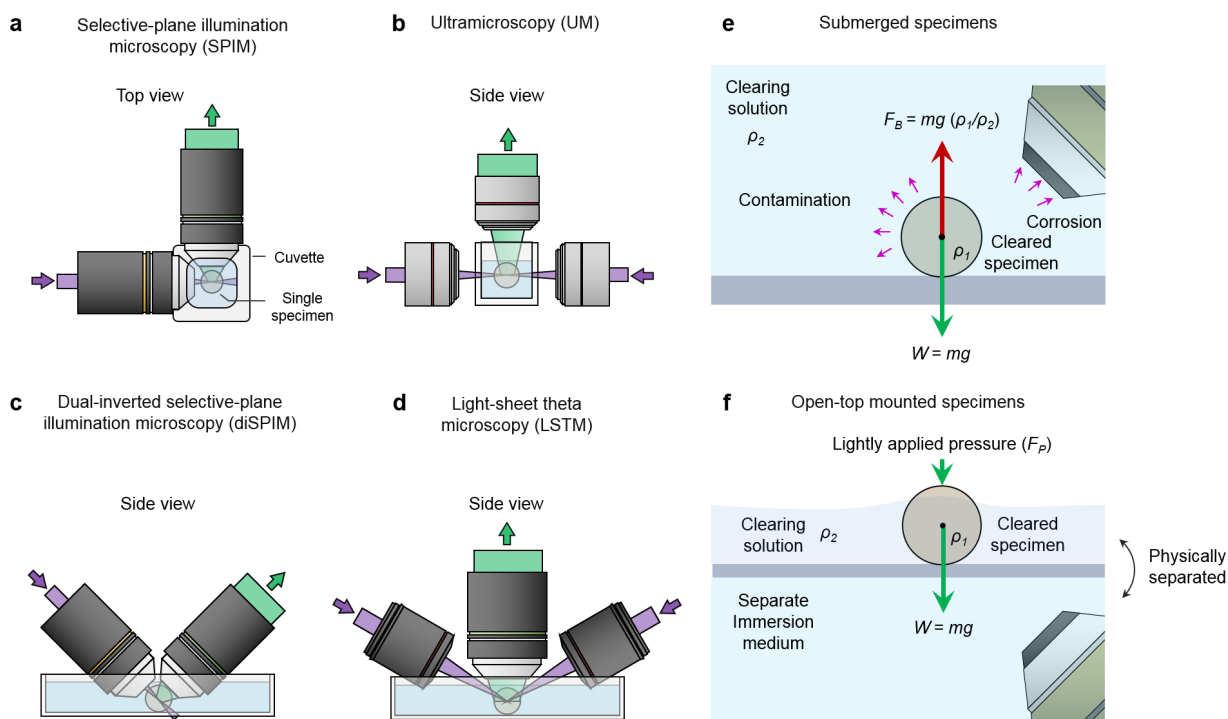 a
Selective-plane illumination
microscopy (SPIM)
Top view
Cuvette
Single
specimen
b
Ultramicroscopy (UM)
Side view
c
Dual-inverted selective-plane
illumination microscopy (diSPIM)
Side view
d
Light-sheet theta
microscopy (LSTM)
Side view
e
Submerged specimens
Clearing
solution
ρ2
FB = mg (ρ1/ρ2)
Contamination
Corrosion
ρ1
Cleared
specimen
W = mg
f
Open-top mounted specimens
Lightly applied pressure (FP)
Clearing
solution
ρ2
ρ1
Cleared
specimen
Physically
separated
Separate
Immersion
medium
W = mg